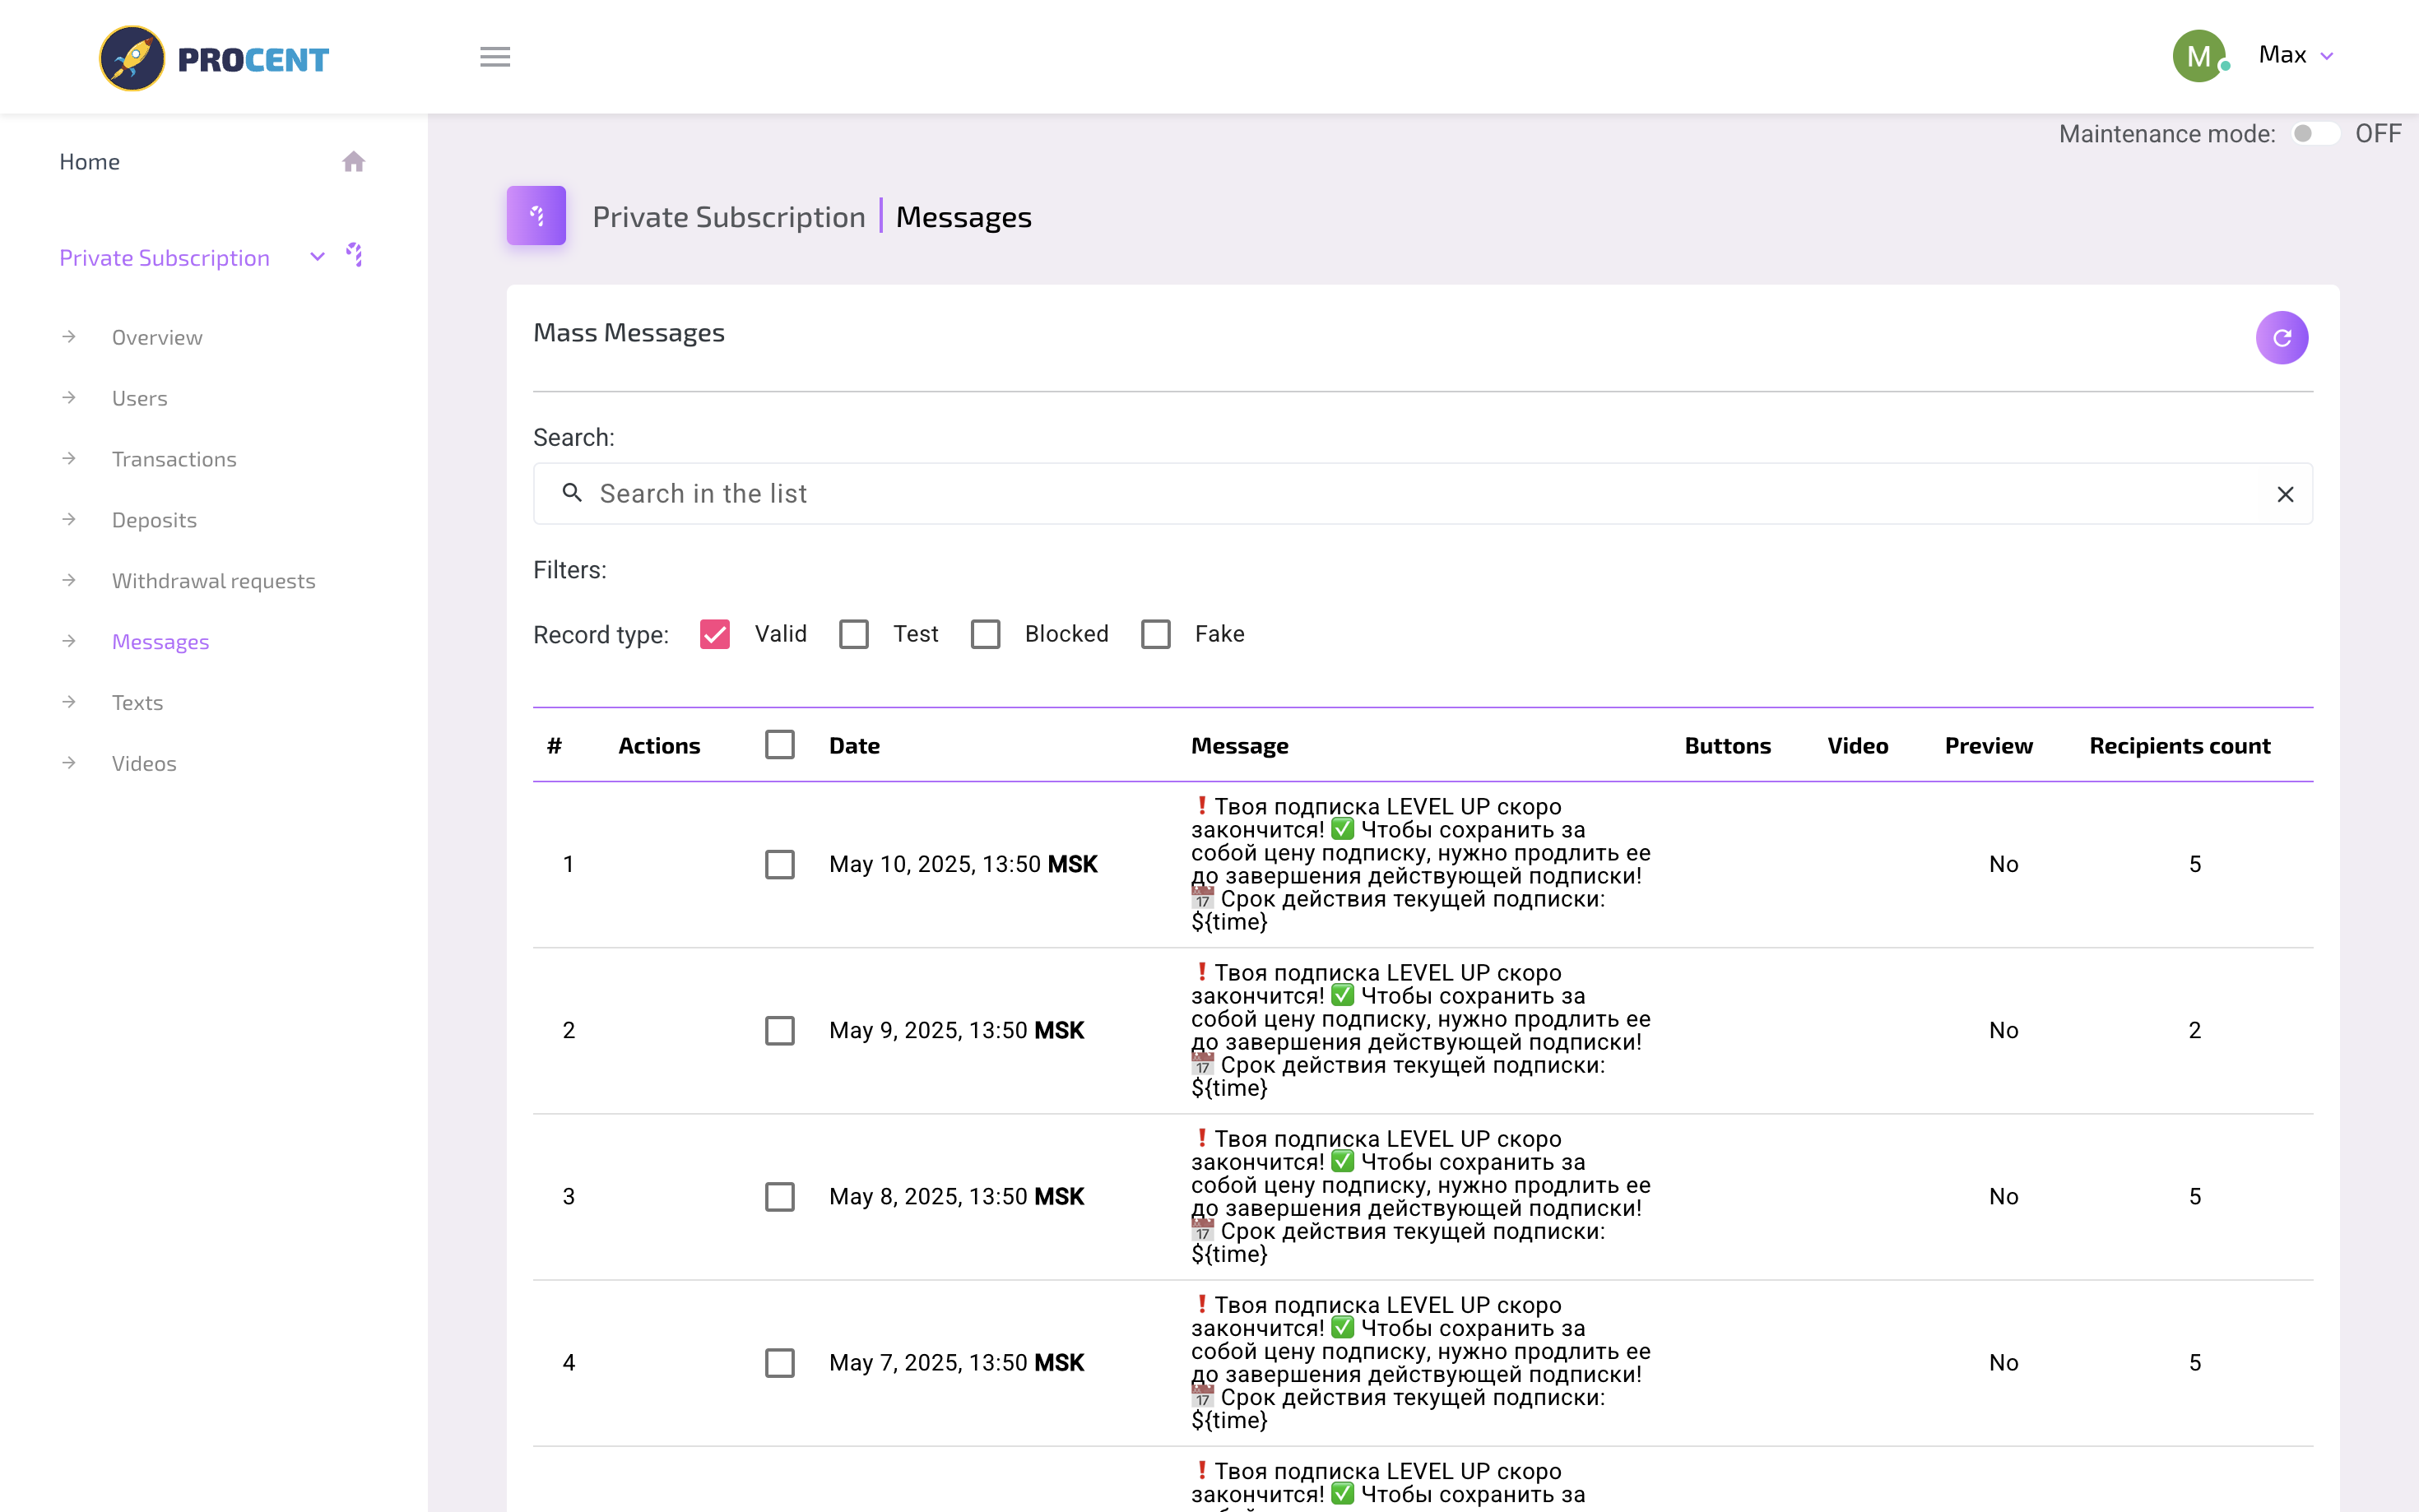 PROCENT
M
Max
Maintenance mode: OFF
Home
Private Subscription
Overview
Users
Transactions
Deposits
Withdrawal requests
Messages
Texts
Videos
Private Subscription | Messages
Mass Messages
Search:
Search in the list
Filters:
Record type: Valid Test Blocked Fake
# Actions Date Message Buttons Video Preview Recipients count
1 May 10, 2025, 13:50 MSK
❗Твоя подписка LEVEL UP скоро
закончится! ✅ Чтобы сохранить за
собой цену подписку, нужно продлить ее
до завершения действующей подписки!
📅 Срок действия текущей подписки:
${time}
No 5
2 May 9, 2025, 13:50 MSK
❗Твоя подписка LEVEL UP скоро
закончится! ✅ Чтобы сохранить за
собой цену подписку, нужно продлить ее
до завершения действующей подписки!
📅 Срок действия текущей подписки:
${time}
No 2
3 May 8, 2025, 13:50 MSK
❗Твоя подписка LEVEL UP скоро
закончится! ✅ Чтобы сохранить за
собой цену подписку, нужно продлить ее
до завершения действующей подписки!
📅 Срок действия текущей подписки:
${time}
No 5
4 May 7, 2025, 13:50 MSK
❗Твоя подписка LEVEL UP скоро
закончится! ✅ Чтобы сохранить за
собой цену подписку, нужно продлить ее
до завершения действующей подписки!
📅 Срок действия текущей подписки:
${time}
No 5
❗Твоя подписка LEVEL UP скоро
закончится! ✅ Чтобы сохранить за